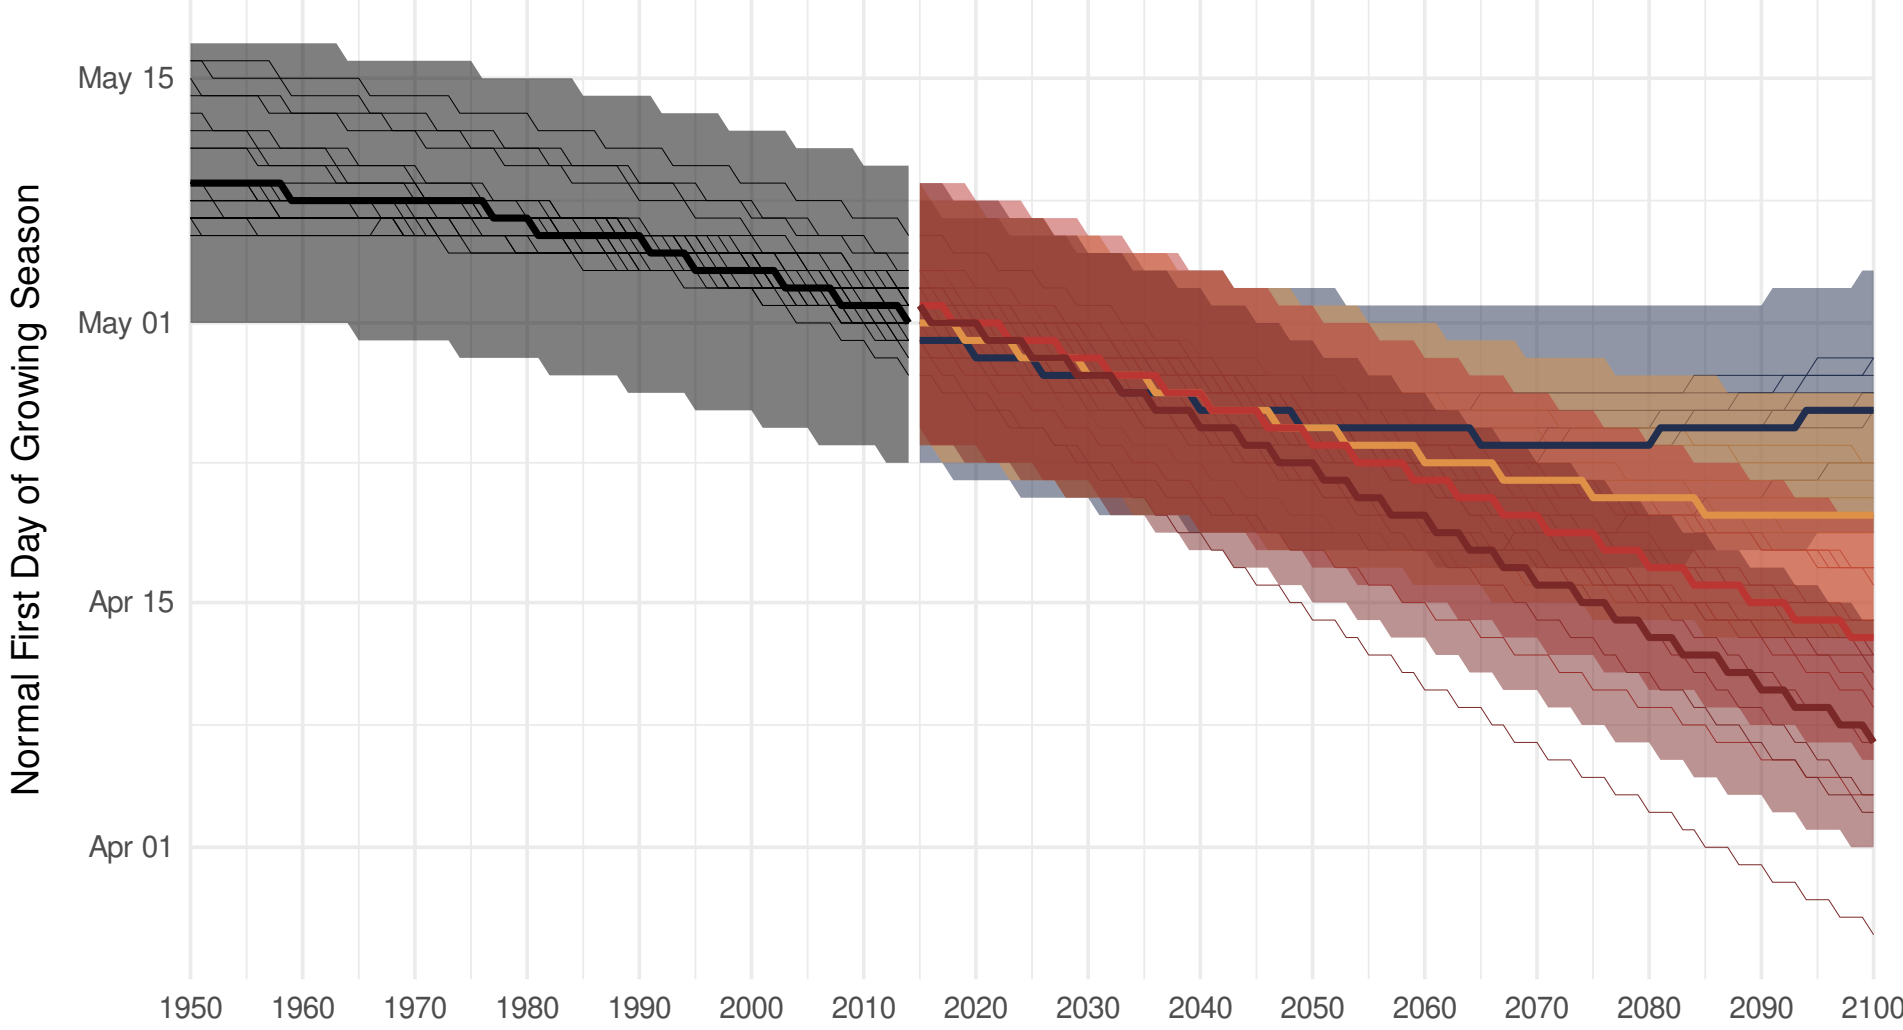 Normal First Day of Growing Season
May 15
May 01
Apr 15
Apr 01
1950 1960 1970 1980 1990 2000 2010 2020 2030 2040 2050 2060 2070 2080 2090 2100